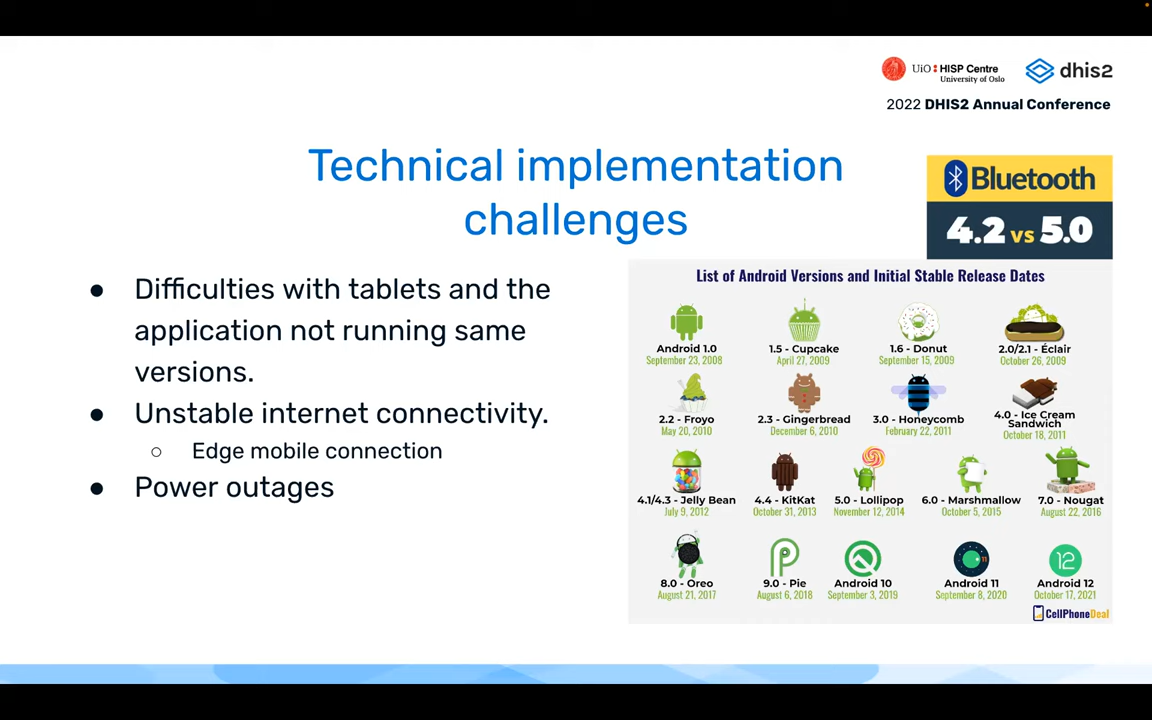 UiO HISP Centre
University of Oslo
dhis2
2022 DHIS2 Annual Conference
Technical implementation
challenges
Bluetooth
4.2 vs 5.0
● Difficulties with tablets and the
application not running same
versions.
● Unstable internet connectivity.
○ Edge mobile connection
● Power outages
List of Android Versions and Initial Stable Release Dates
Android 1.0
September 23, 2008
1.5 - Cupcake
April 27, 2009
1.6 - Donut
September 15, 2009
2.0/2.1 - Éclair
October 26, 2009
2.2 - Froyo
May 20, 2010
2.3 - Gingerbread
December 6, 2010
3.0 - Honeycomb
February 22, 2011
4.0 - Ice Cream
Sandwich
October 18, 2011
4.1/4.3 - Jelly Bean
July 9, 2012
4.4 - KitKat
October 31, 2013
5.0 - Lollipop
November 12, 2014
6.0 - Marshmallow
October 5, 2015
7.0 - Nougat
August 22, 2016
8.0 - Oreo
August 21, 2017
9.0 - Pie
August 6, 2018
Android 10
September 3, 2019
11
Android 11
September 8, 2020
12
Android 12
October 17, 2021
CellPhoneDeal